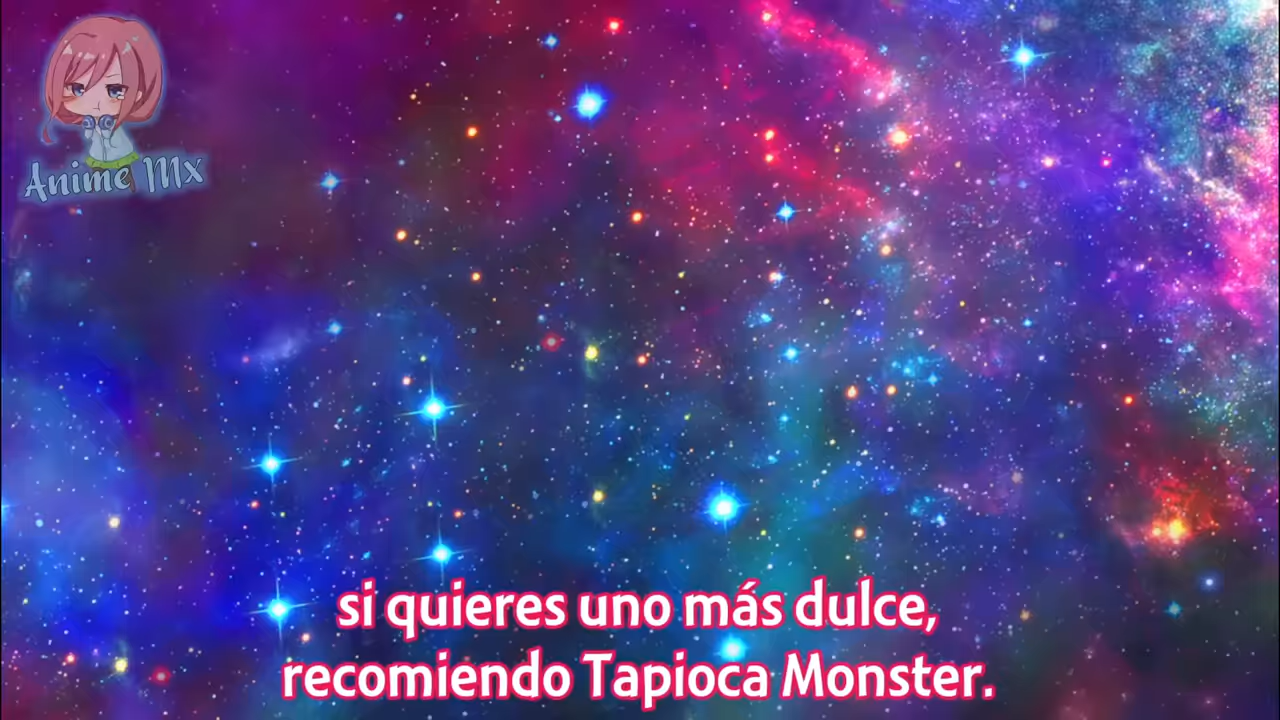 Anime Mx
si quieres uno más dulce,
recomiendo Tapioca Monster.